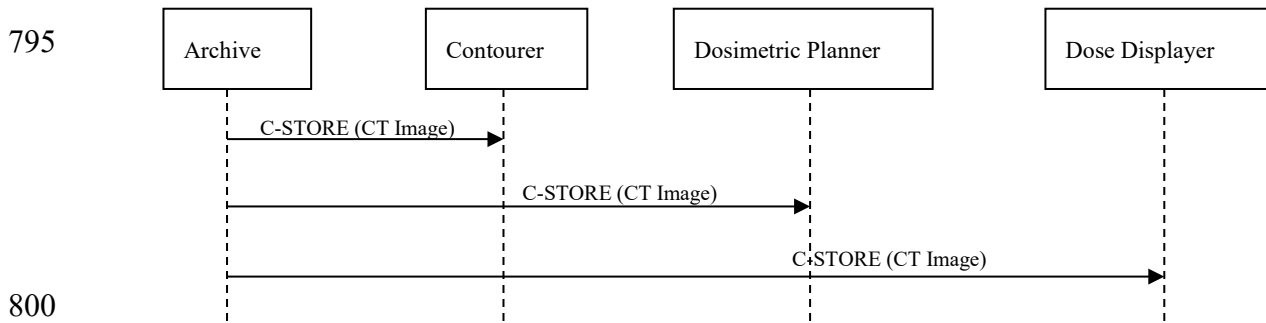 795
Archive
Contourer
Dosimetric Planner
Dose Displayer
C-STORE (CT Image)
C-STORE (CT Image)
C-STORE (CT Image)
800